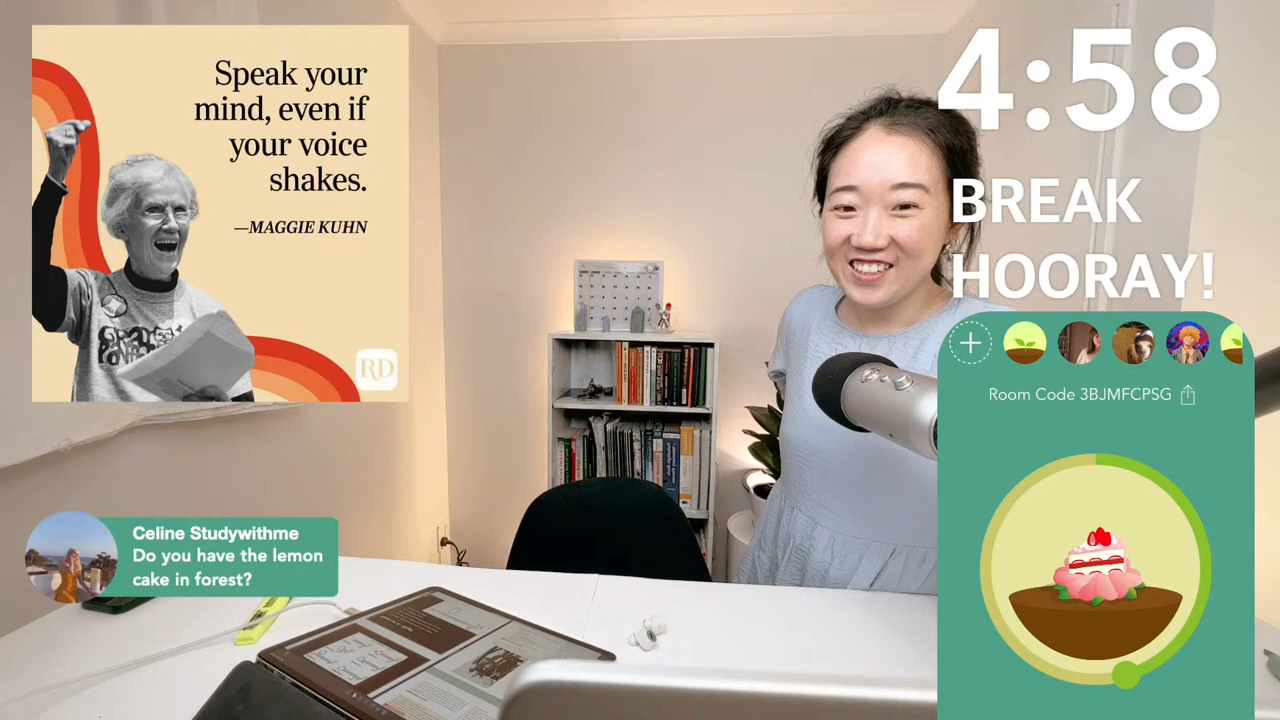 Speak your
mind, even if
your voice
shakes.
—MAGGIE KUHN
RD
4:58
BREAK
HOORAY!
Room Code 3BJMFCPSG
Celine Studywithme
Do you have the lemon
cake in forest?